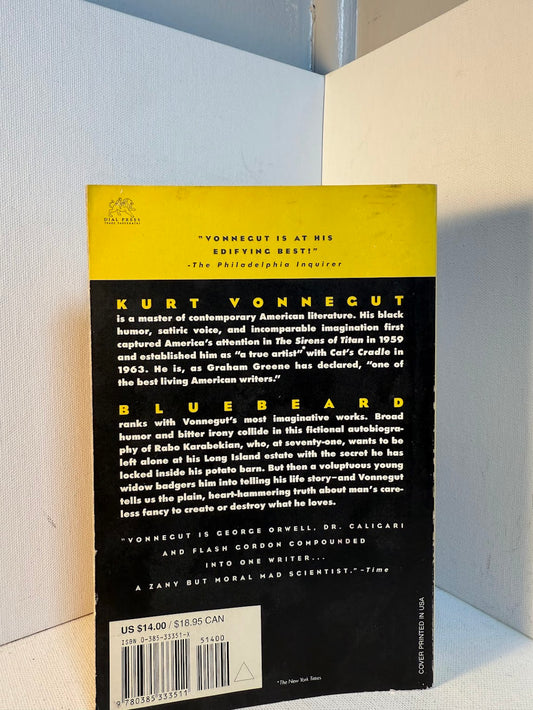 DIAL PRESS
TRADE PAPERBACKS
"VONNEGUT IS AT HIS
EDIFYING BEST!"
-The Philadelphia Inquirer
KURT VONNEGUT
is a master of contemporary American literature. His black
humor, satiric voice, and incomparable imagination first
captured America's attention in The Sirens of Titan in 1959
and established him as "a true artist"* with Cat's Cradle in
1963. He is, as Graham Greene has declared, "one of
the best living American writers."
BLUEBEARD
ranks with Vonnegut's most imaginative works. Broad
humor and bitter irony collide in this fictional autobiogra-
phy of Rabo Karabekian, who, at seventy-one, wants to be
left alone at his Long Island estate with the secret he has
locked inside his potato barn. But then a voluptuous young
widow badgers him into telling his life story—and Vonnegut
tells us the plain, heart-hammering truth about man's care-
less fancy to create or destroy what he loves.
"VONNEGUT IS GEORGE ORWELL, DR. CALIGARI
AND FLASH GORDON COMPOUNDED
INTO ONE WRITER...
A ZANY BUT MORAL MAD SCIENTIST."-Time
US $14.00 / $18.95 CAN
ISBN 0-385-33351-X
51400
9 780385 333511
*The New York Times
COVER PRINTED IN USA